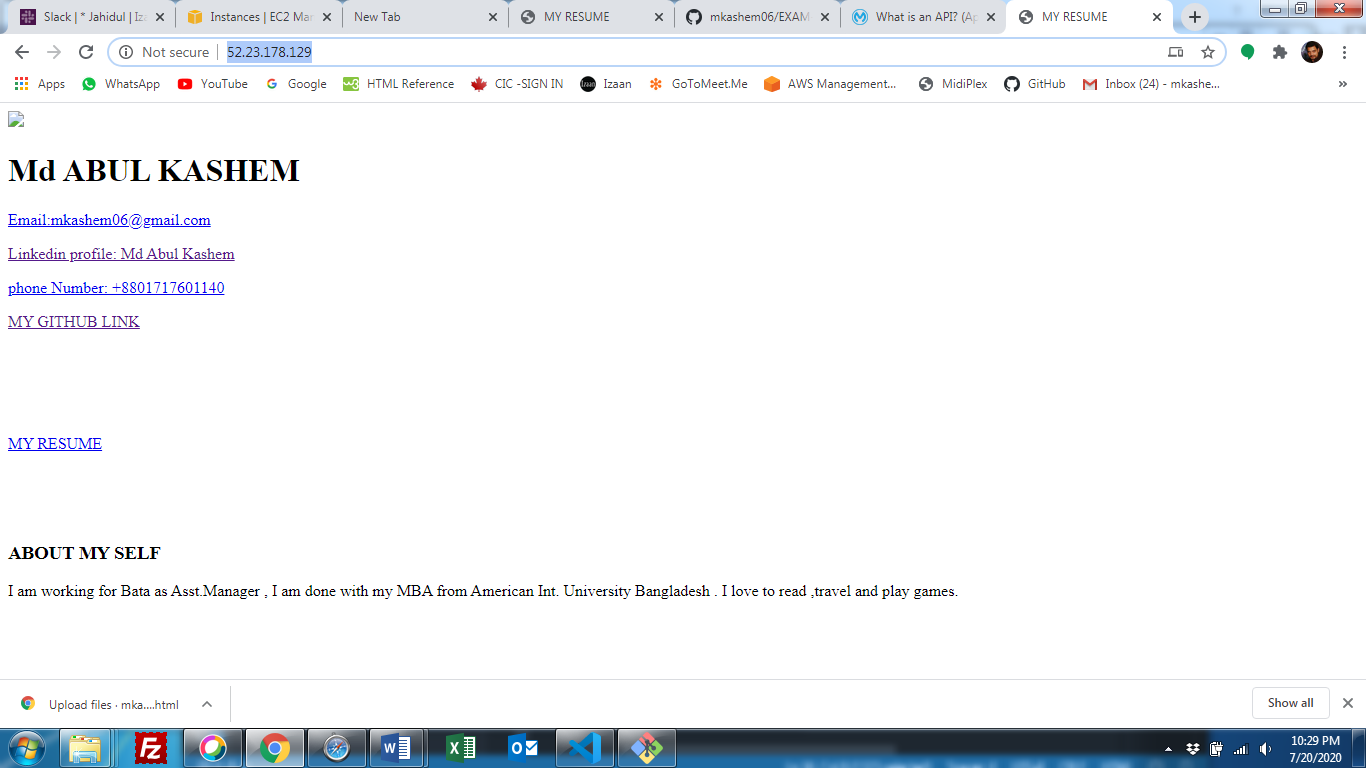 Slack | * Jahidul | Iza
Instances | EC2 Mar
New Tab
MY RESUME
mkashem06/EXAM
What is an API? (Ap
MY RESUME
Not secure
52.23.178.129
Apps
WhatsApp
YouTube
Google
HTML Reference
CIC -SIGN IN
Izaan
GoToMeet.Me
AWS Management...
MidiPlex
GitHub
Inbox (24) - mkashe...
»
Md ABUL KASHEM
Email:mkashem06@gmail.com
Linkedin profile: Md Abul Kashem
phone Number: +8801717601140
MY GITHUB LINK
MY RESUME
ABOUT MY SELF
I am working for Bata as Asst.Manager , I am done with my MBA from American Int. University Bangladesh . I love to read ,travel and play games.
Upload files · mka....html
Show all
10:29 PM
7/20/2020